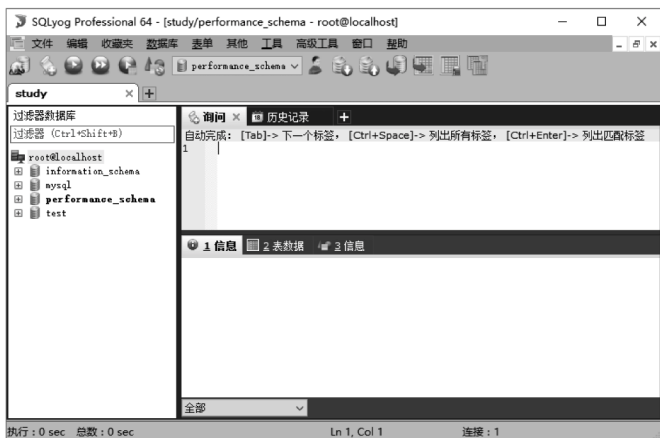 SQLyog Professional 64 - [study/performance_schema - root@localhost]
文件 编辑 收藏夹 数据库 表单 其他 工具 高级工具 窗口 帮助
performance_schema
study
过滤器数据库
过滤器 (Ctrl+Shift+B)
root@localhost
information_schema
mysql
performance_schema
test
询问 历史记录
自动完成: [Tab]-> 下一个标签, [Ctrl+Space]-> 列出所有标签, [Ctrl+Enter]-> 列出匹配标签
1
1 信息 2 表数据 3 信息
全部
执行:0 sec 总数:0 sec Ln 1, Col 1 连接:1